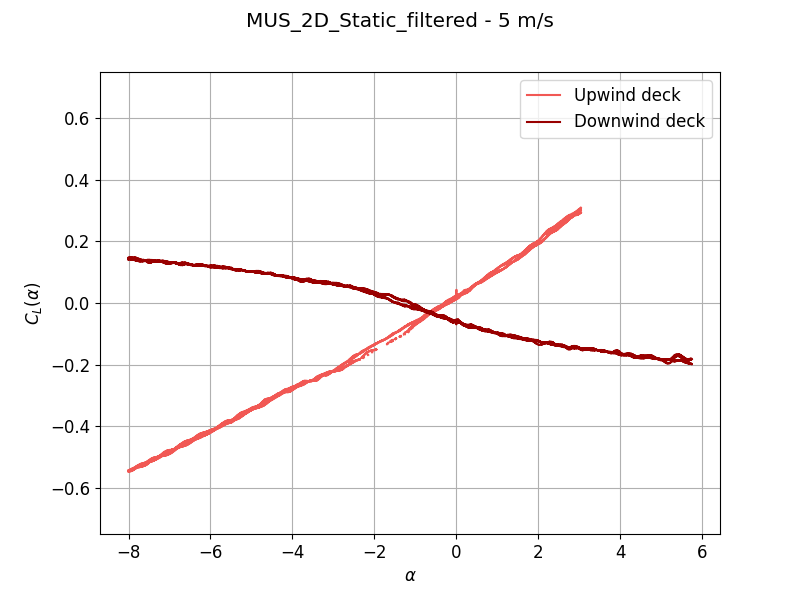 MUS_2D_Static_filtered - 5 m/s
Upwind deck
Downwind deck
0.6
0.4
0.2
0.0
−0.2
−0.4
−0.6
C_L(α)
−8 −6 −4 −2 0 2 4 6
α